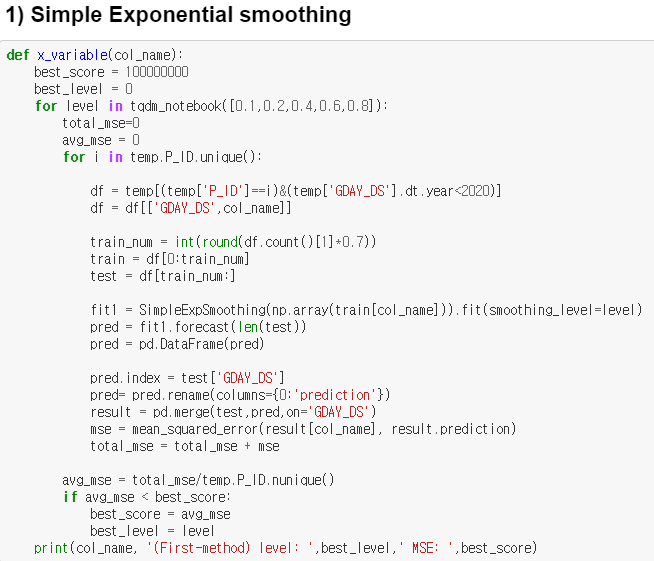 1) Simple Exponential smoothing
def x_variable(col_name):
    best_score = 100000000
    best_level = 0
    for level in tqdm_notebook([0.1,0.2,0.4,0.6,0.8]):
        total_mse=0
        avg_mse = 0
        for i in temp.P_ID.unique():

            df = temp[(temp['P_ID']==i)&(temp['GDAY_DS'].dt.year<2020)]
            df = df[['GDAY_DS',col_name]]

            train_num = int(round(df.count()[1]*0.7))
            train = df[0:train_num]
            test = df[train_num:]

            fit1 = SimpleExpSmoothing(np.array(train[col_name])).fit(smoothing_level=level)
            pred = fit1.forecast(len(test))
            pred = pd.DataFrame(pred)

            pred.index = test['GDAY_DS']
            pred= pred.rename(columns={0:'prediction'})
            result = pd.merge(test,pred,on='GDAY_DS')
            mse = mean_squared_error(result[col_name], result.prediction)
            total_mse = total_mse + mse

        avg_mse = total_mse/temp.P_ID.nunique()
        if avg_mse < best_score:
            best_score = avg_mse
            best_level = level
    print(col_name, '(First-method) level: ',best_level,' MSE: ',best_score)